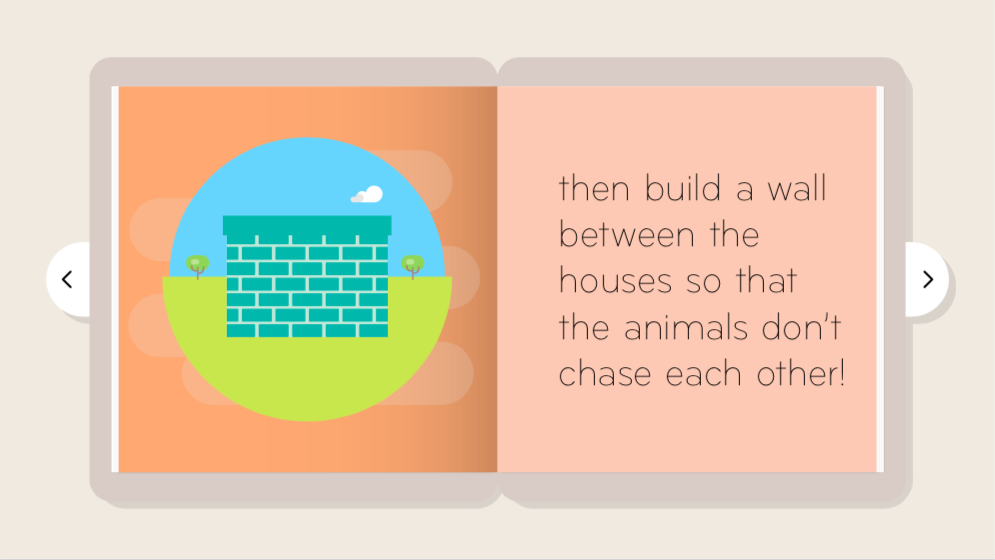 then build a wall
between the
houses so that
the animals don't
chase each other!